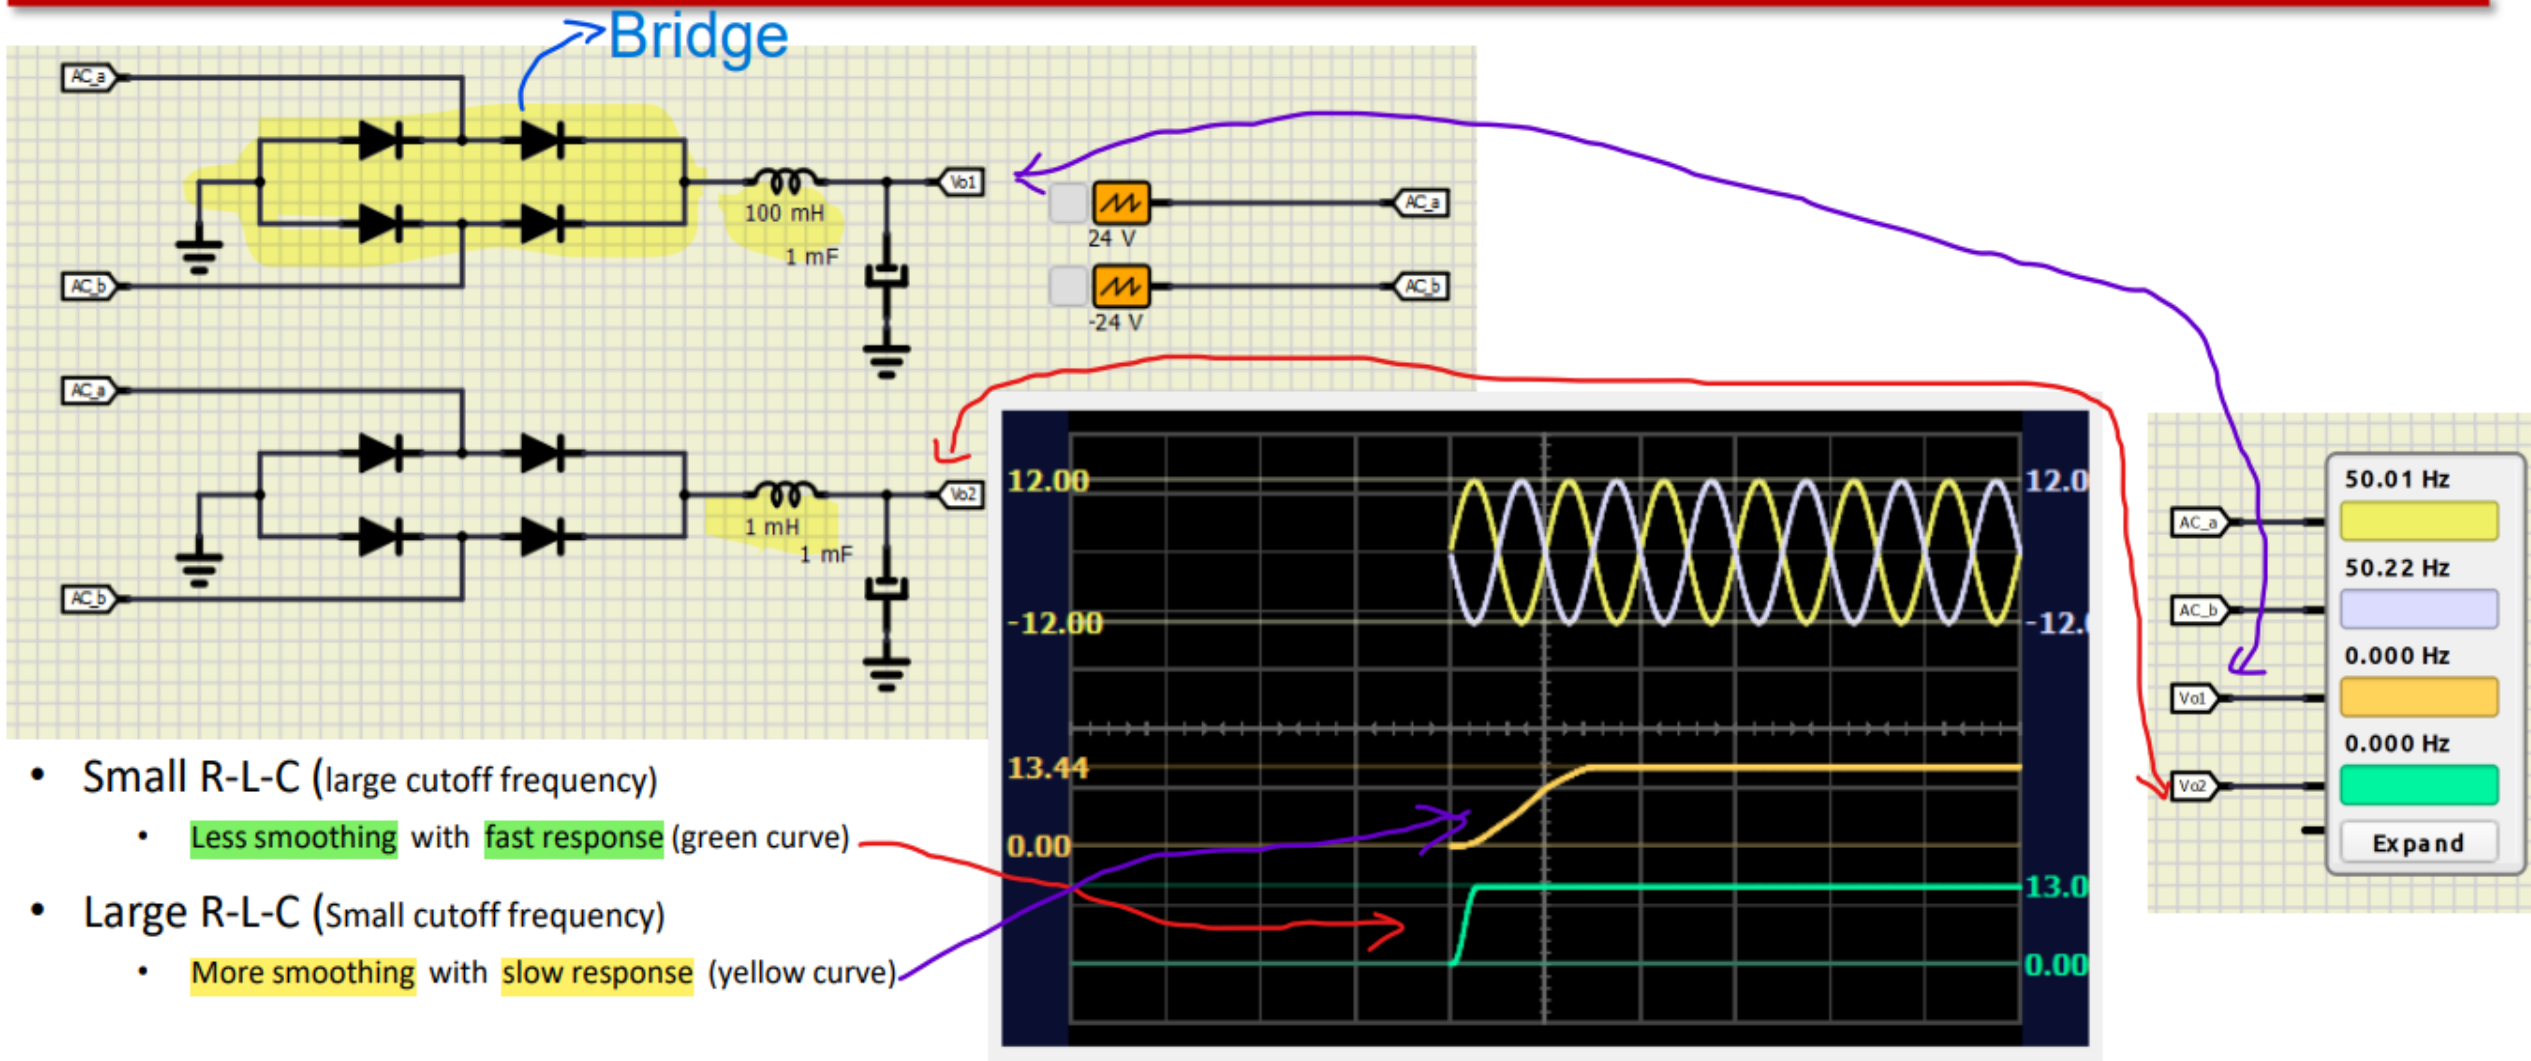 Bridge
AC_a
Vo1
100 mH
1 mF
AC_b
24 V
AC_a
-24 V
AC_b
AC_a
Vo2
1 mH
1 mF
AC_b
12.00
12.0
-12.00
-12.
13.44
0.00
13.0
0.00
50.01 Hz
AC_a
50.22 Hz
AC_b
0.000 Hz
Vo1
0.000 Hz
Vo2
Expand
• Small R-L-C (large cutoff frequency)
• Less smoothing with fast response (green curve)
• Large R-L-C (Small cutoff frequency)
• More smoothing with slow response (yellow curve)